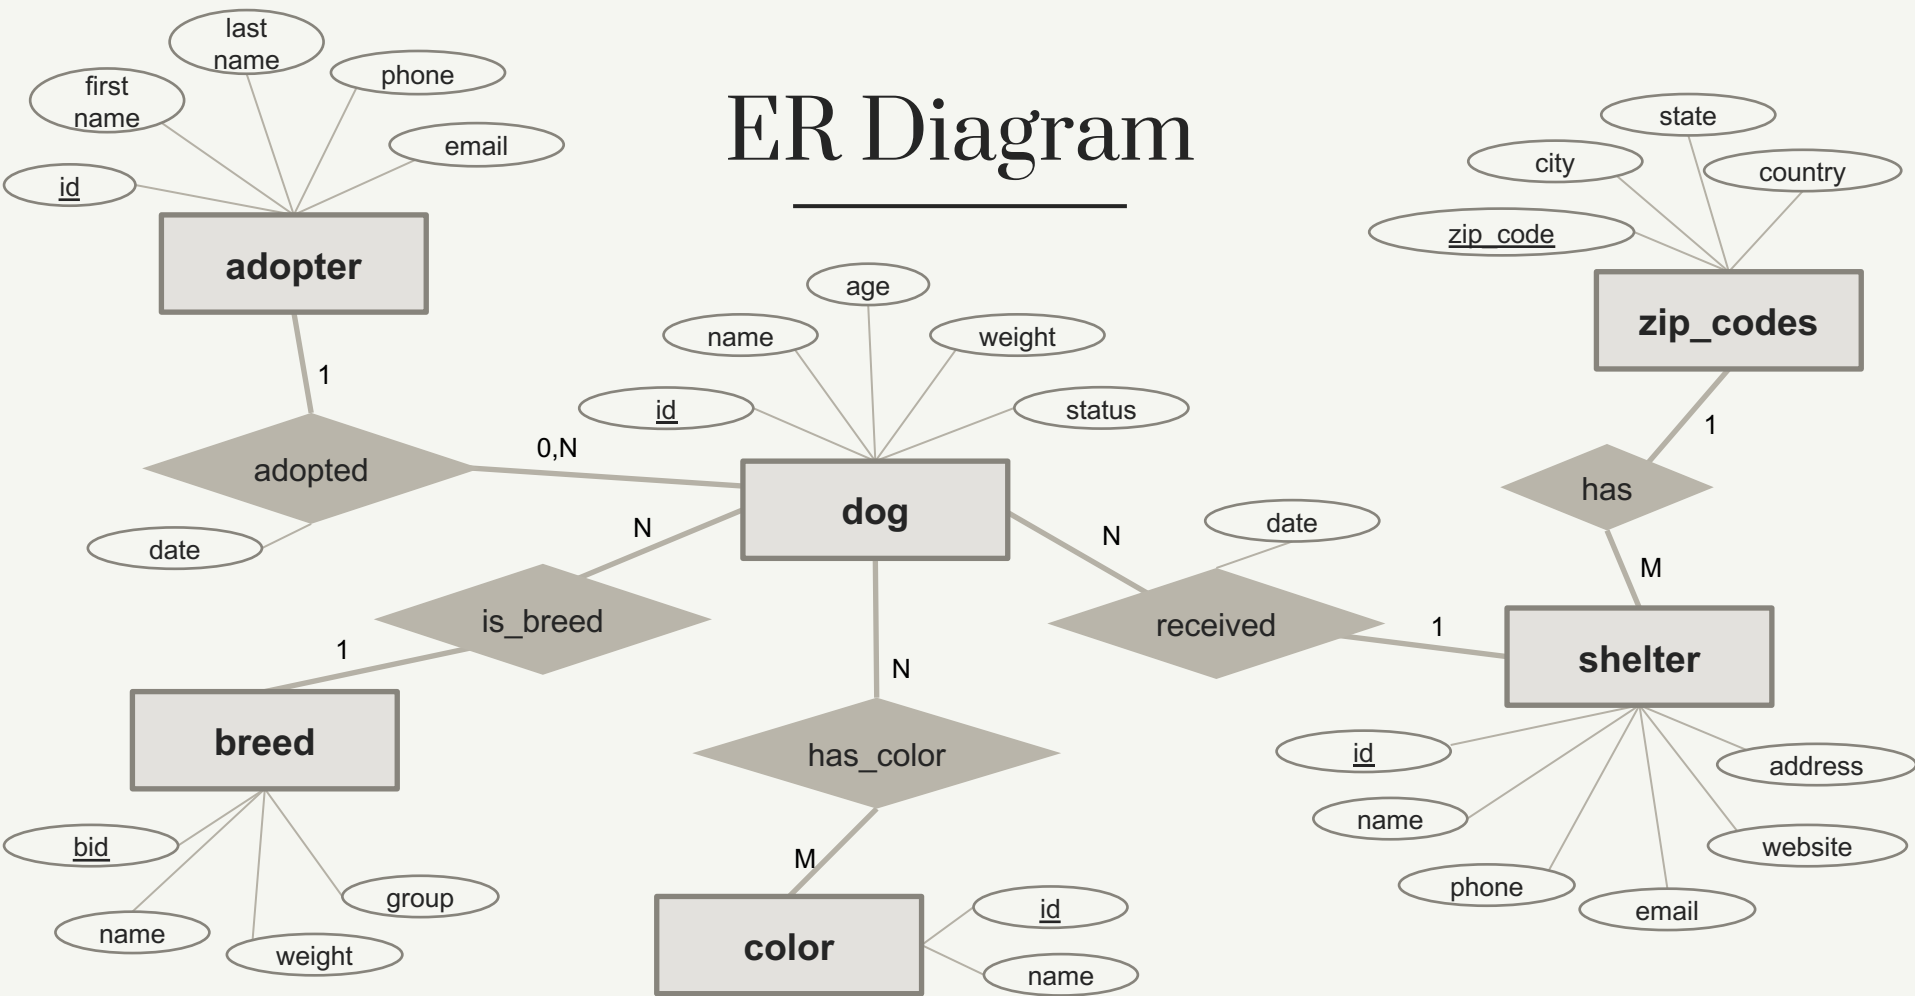 ER Diagram
last
name
first
name
phone
email
id
adopter
1
adopted
date
0,N
age
name
weight
id
status
dog
N
is_breed
1
breed
bid
name
weight
group
N
has_color
M
color
id
name
N
date
received
1
state
city
country
zip_code
zip_codes
1
has
M
shelter
id
name
phone
email
website
address